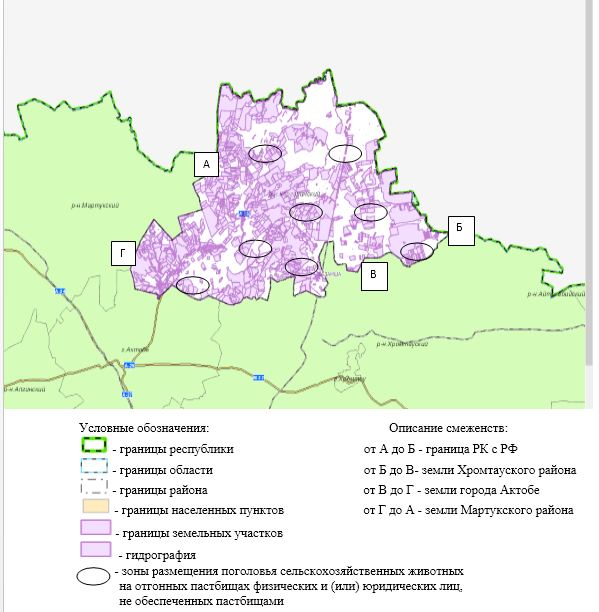 А
р-н. Мартукский
Б
Г
В
р-н. Айтекебийский
р-н. Хромтауский
г. Актобе
р-н. Алгинский
Условные обозначения:
Описание смеженств:
- границы республики
от А до Б - граница РК с РФ
- границы области
от Б до В- земли Хромтауского района
- границы района
от В до Г - земли города Актобе
- границы населенных пунктов
от Г до А - земли Мартукского района
- границы земельных участков
- гидрография
- зоны размещения поголовья сельскохозяйственных животных
на отгонных пастбищах физических и (или) юридических лиц,
не обеспеченных пастбищами